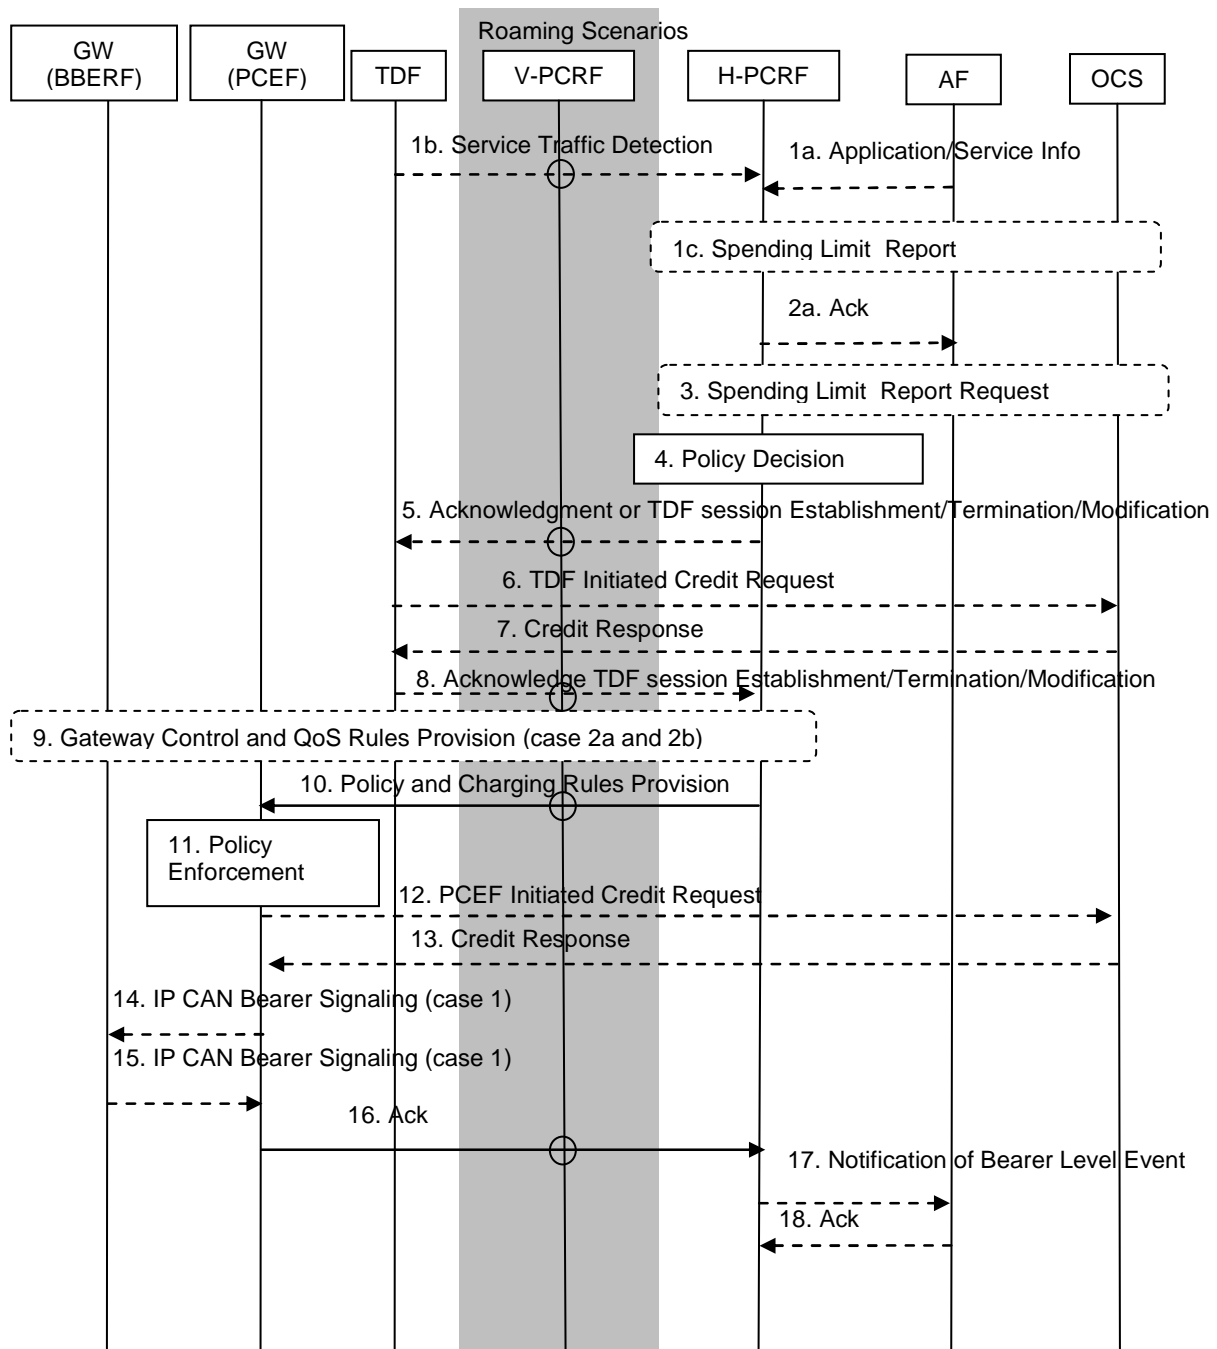 Roaming Scenarios
GW
(BBERF)
GW
(PCEF)
TDF
V-PCRF
H-PCRF
AF
OCS
1b. Service Traffic Detection
1a. Application/Service Info
1c. Spending Limit  Report
2a. Ack
3. Spending Limit  Report Request
4. Policy Decision
5. Acknowledgment or TDF session Establishment/Termination/Modification
6. TDF Initiated Credit Request
7. Credit Response
8. Acknowledge TDF session Establishment/Termination/Modification
9. Gateway Control and QoS Rules Provision (case 2a and 2b)
10. Policy and Charging Rules Provision
11. Policy
Enforcement
12. PCEF Initiated Credit Request
13. Credit Response
14. IP CAN Bearer Signaling (case 1)
15. IP CAN Bearer Signaling (case 1)
16. Ack
17. Notification of Bearer Level Event
18. Ack